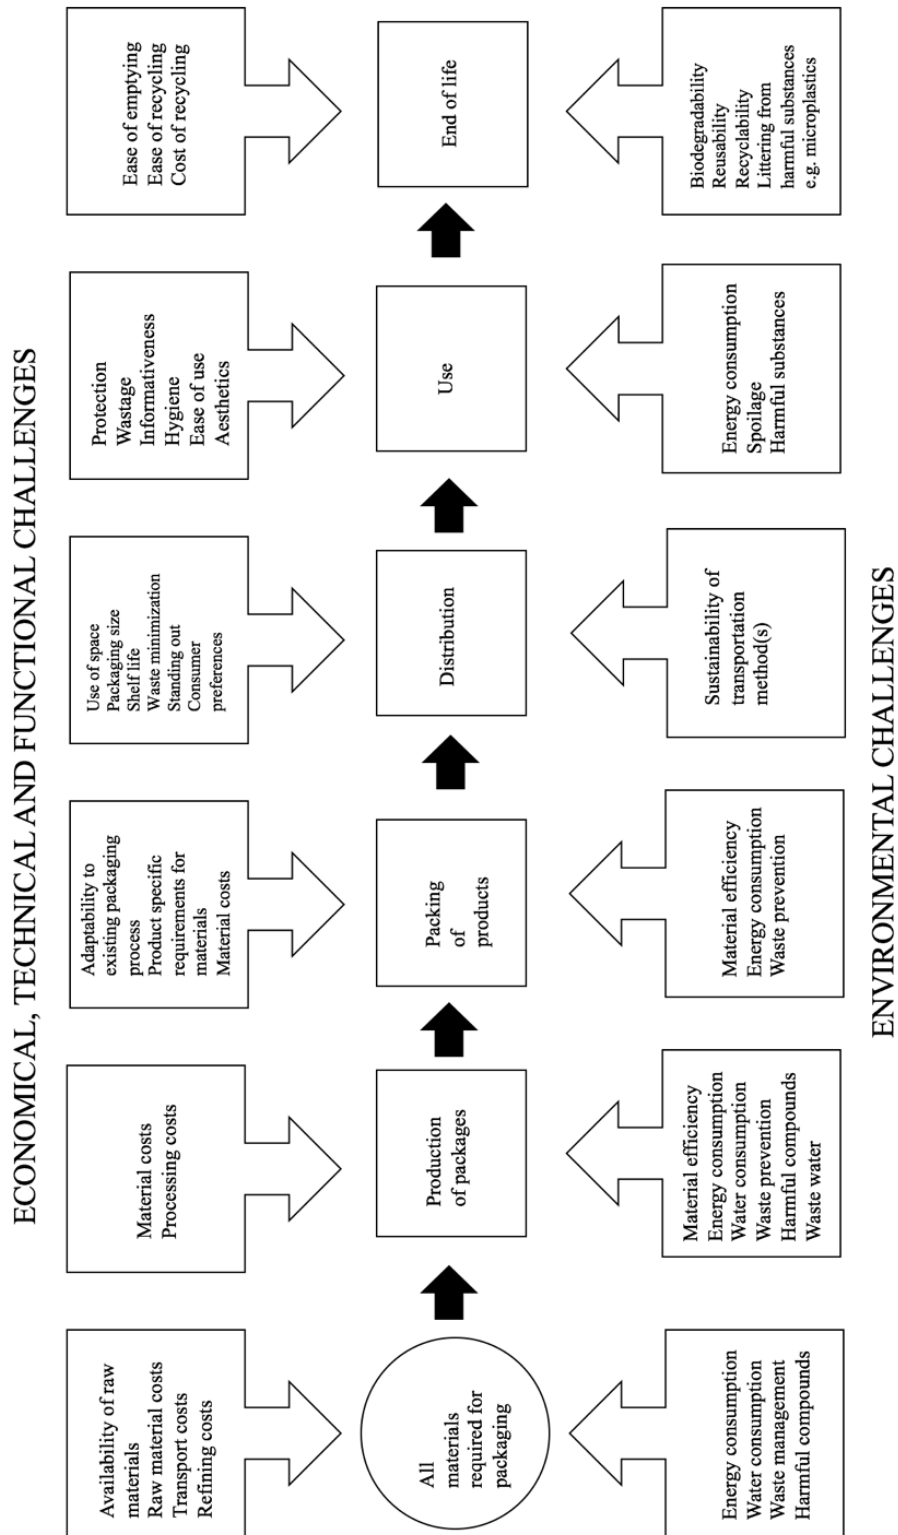 ECONOMICAL, TECHNICAL AND FUNCTIONAL CHALLENGES
Availability of raw
materials
Raw material costs
Transport costs
Refining costs
Material costs
Processing costs
Adaptability to
existing packaging
process
Product specific
requirements for
materials
Material costs
Use of space
Packaging size
Shelf life
Waste minimization
Standing out
Consumer
preferences
Protection
Wastage
Informativeness
Hygiene
Ease of use
Aesthetics
Ease of emptying
Ease of recycling
Cost of recycling
All
materials
required for
packaging
Production
of packages
Packing
of
products
Distribution
Use
End of life
Energy consumption
Water consumption
Waste management
Harmful compounds
Material efficiency
Energy consumption
Water consumption
Waste prevention
Harmful compounds
Waste water
Material efficiency
Energy consumption
Waste prevention
Sustainability of
transportation
method(s)
Energy consumption
Spoilage
Harmful substances
Biodegradability
Reusability
Recyclability
Littering from
harmful substances
e.g. microplastics
ENVIRONMENTAL CHALLENGES